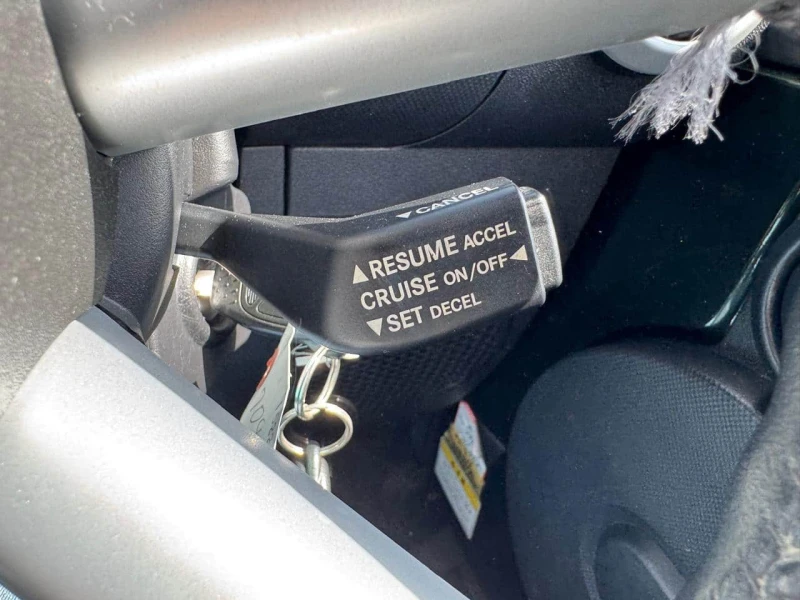 ▼CANCEL
▲RESUME ACCEL
CRUISE ON/OFF◀
▼SET DECEL